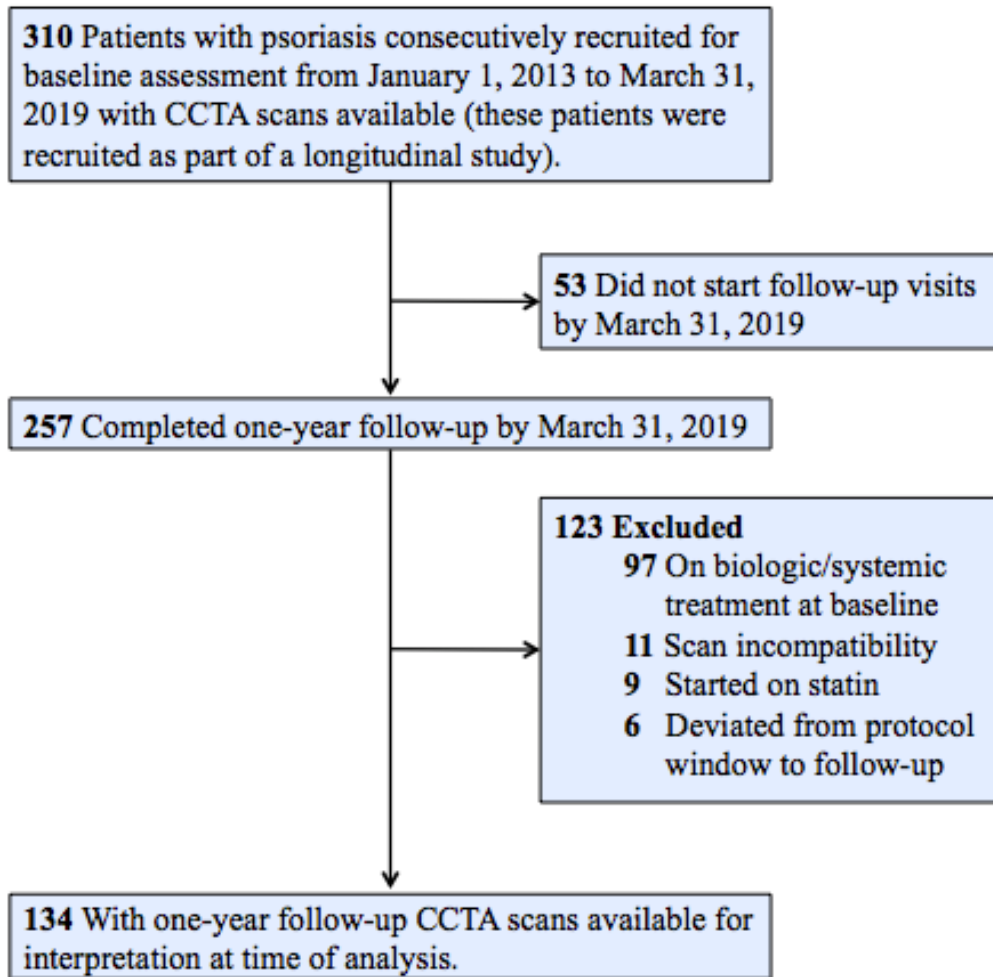 310 Patients with psoriasis consecutively recruited for
baseline assessment from January 1, 2013 to March 31,
2019 with CCTA scans available (these patients were
recruited as part of a longitudinal study).
53 Did not start follow-up visits
by March 31, 2019
257 Completed one-year follow-up by March 31, 2019
123 Excluded
97 On biologic/systemic
treatment at baseline
11 Scan incompatibility
9 Started on statin
6 Deviated from protocol
window to follow-up
134 With one-year follow-up CCTA scans available for
interpretation at time of analysis.